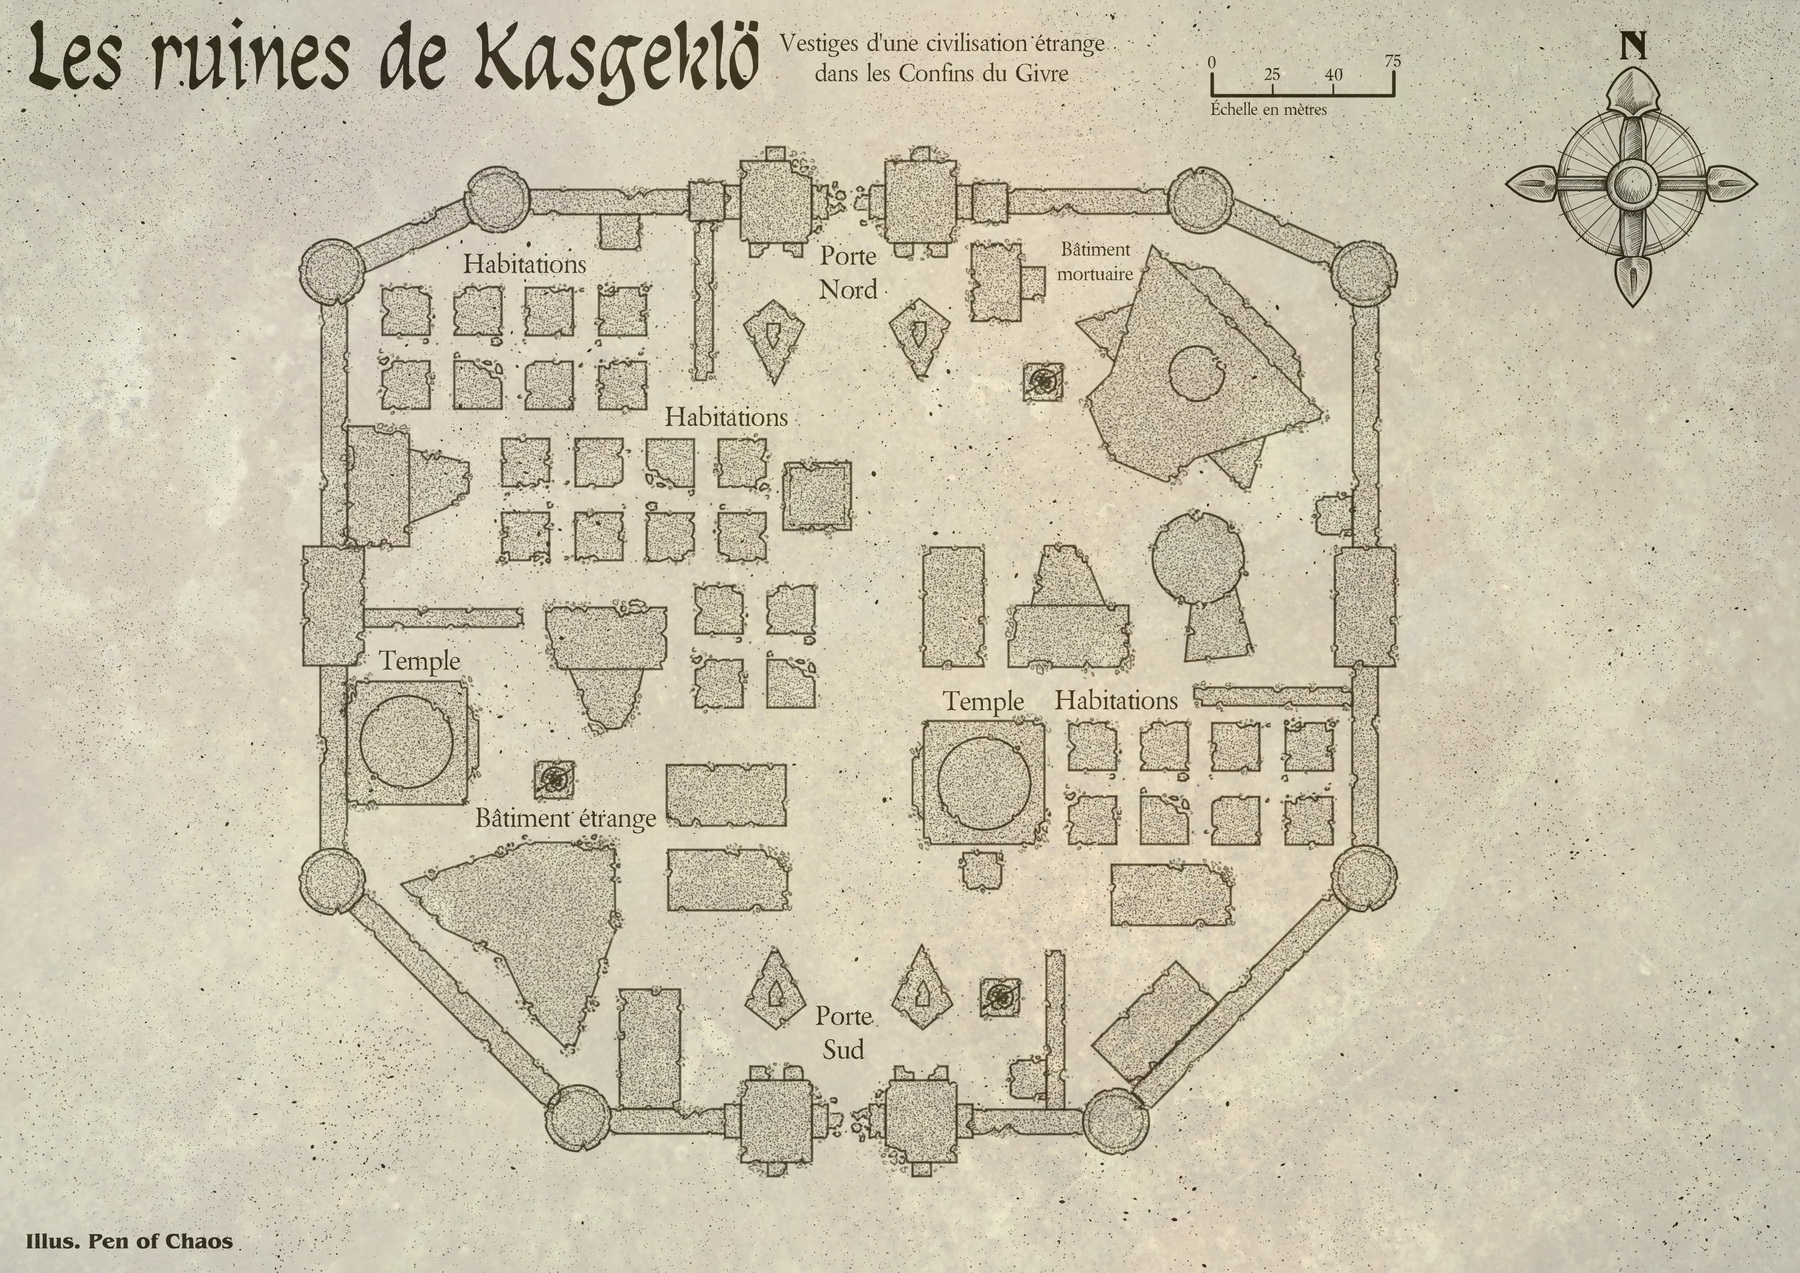 Les ruines de Kasgeklö
Vestiges d'une civilisation étrange
dans les Confins du Givre
0 25 40 75
Échelle en mètres
N
Habitations
Porte
Nord
Bâtiment
mortuaire
Habitations
Temple
Temple
Habitations
Bâtiment étrange
Porte
Sud
Illus. Pen of Chaos